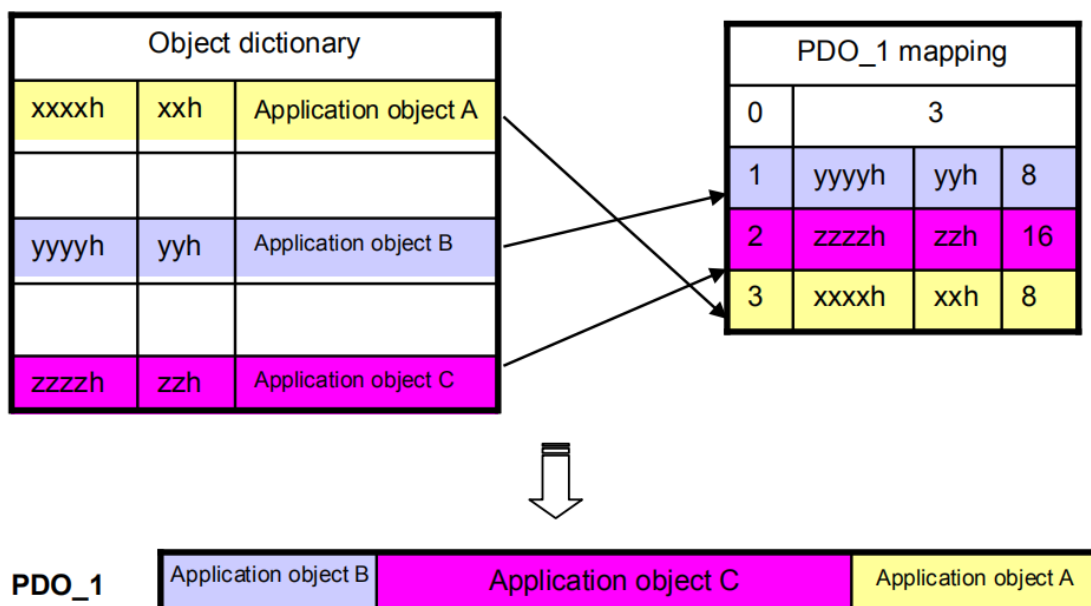 Object dictionary
xxxxh xxh Application object A
yyyyh yyh Application object B
zzzzh zzh Application object C
PDO_1 mapping
0 3
1 yyyyh yyh 8
2 zzzzh zzh 16
3 xxxxh xxh 8
PDO_1 Application object B Application object C Application object A